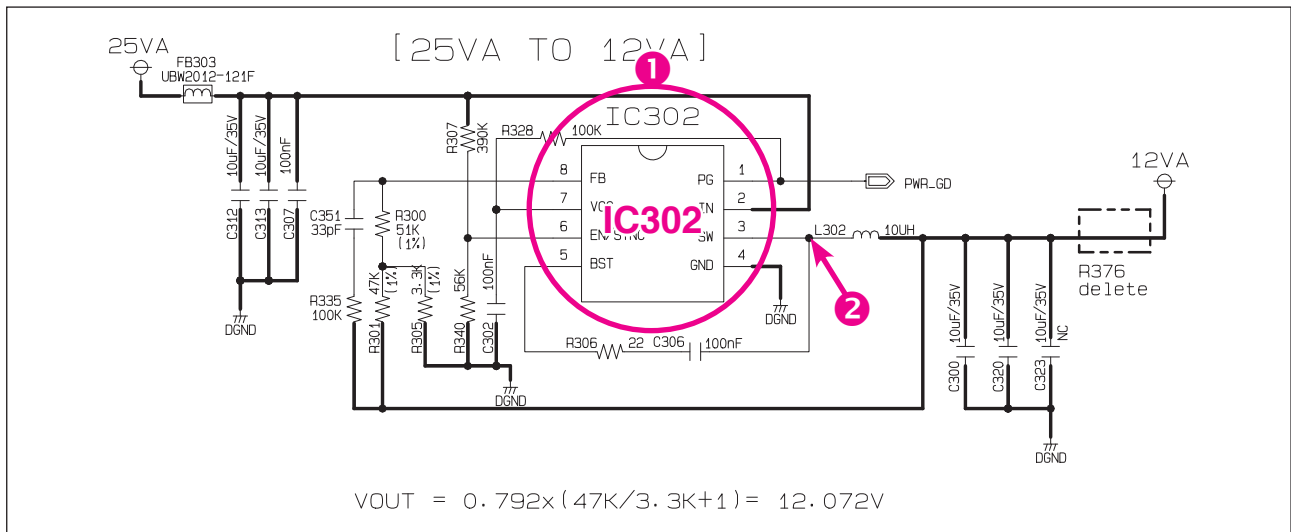 [25VA TO 12VA]
25VA
FB303
UBW2012-121F
❶
IC302
R328 100K
R307
390K
10uF/35V
10uF/35V
100nF
C312
C313
C307
DGND
C351
33pF
R300
51K
(1%)
R335
100K
47K
(1%)
R301
3.3K
(1%)
R305
56K
R340
100nF
C302
DGND
8 FB
7
6
5 BST
PG 1
2
SW 3
GND 4
IC302
PWR_GD
L302 10UH
❷
DGND
R306 22 C306 100nF
12VA
R376
delete
10uF/35V
C300
10uF/35V
C320
10uF/35V
NC
C323
DGND
VOUT = 0.792x(47K/3.3K+1)= 12.072V